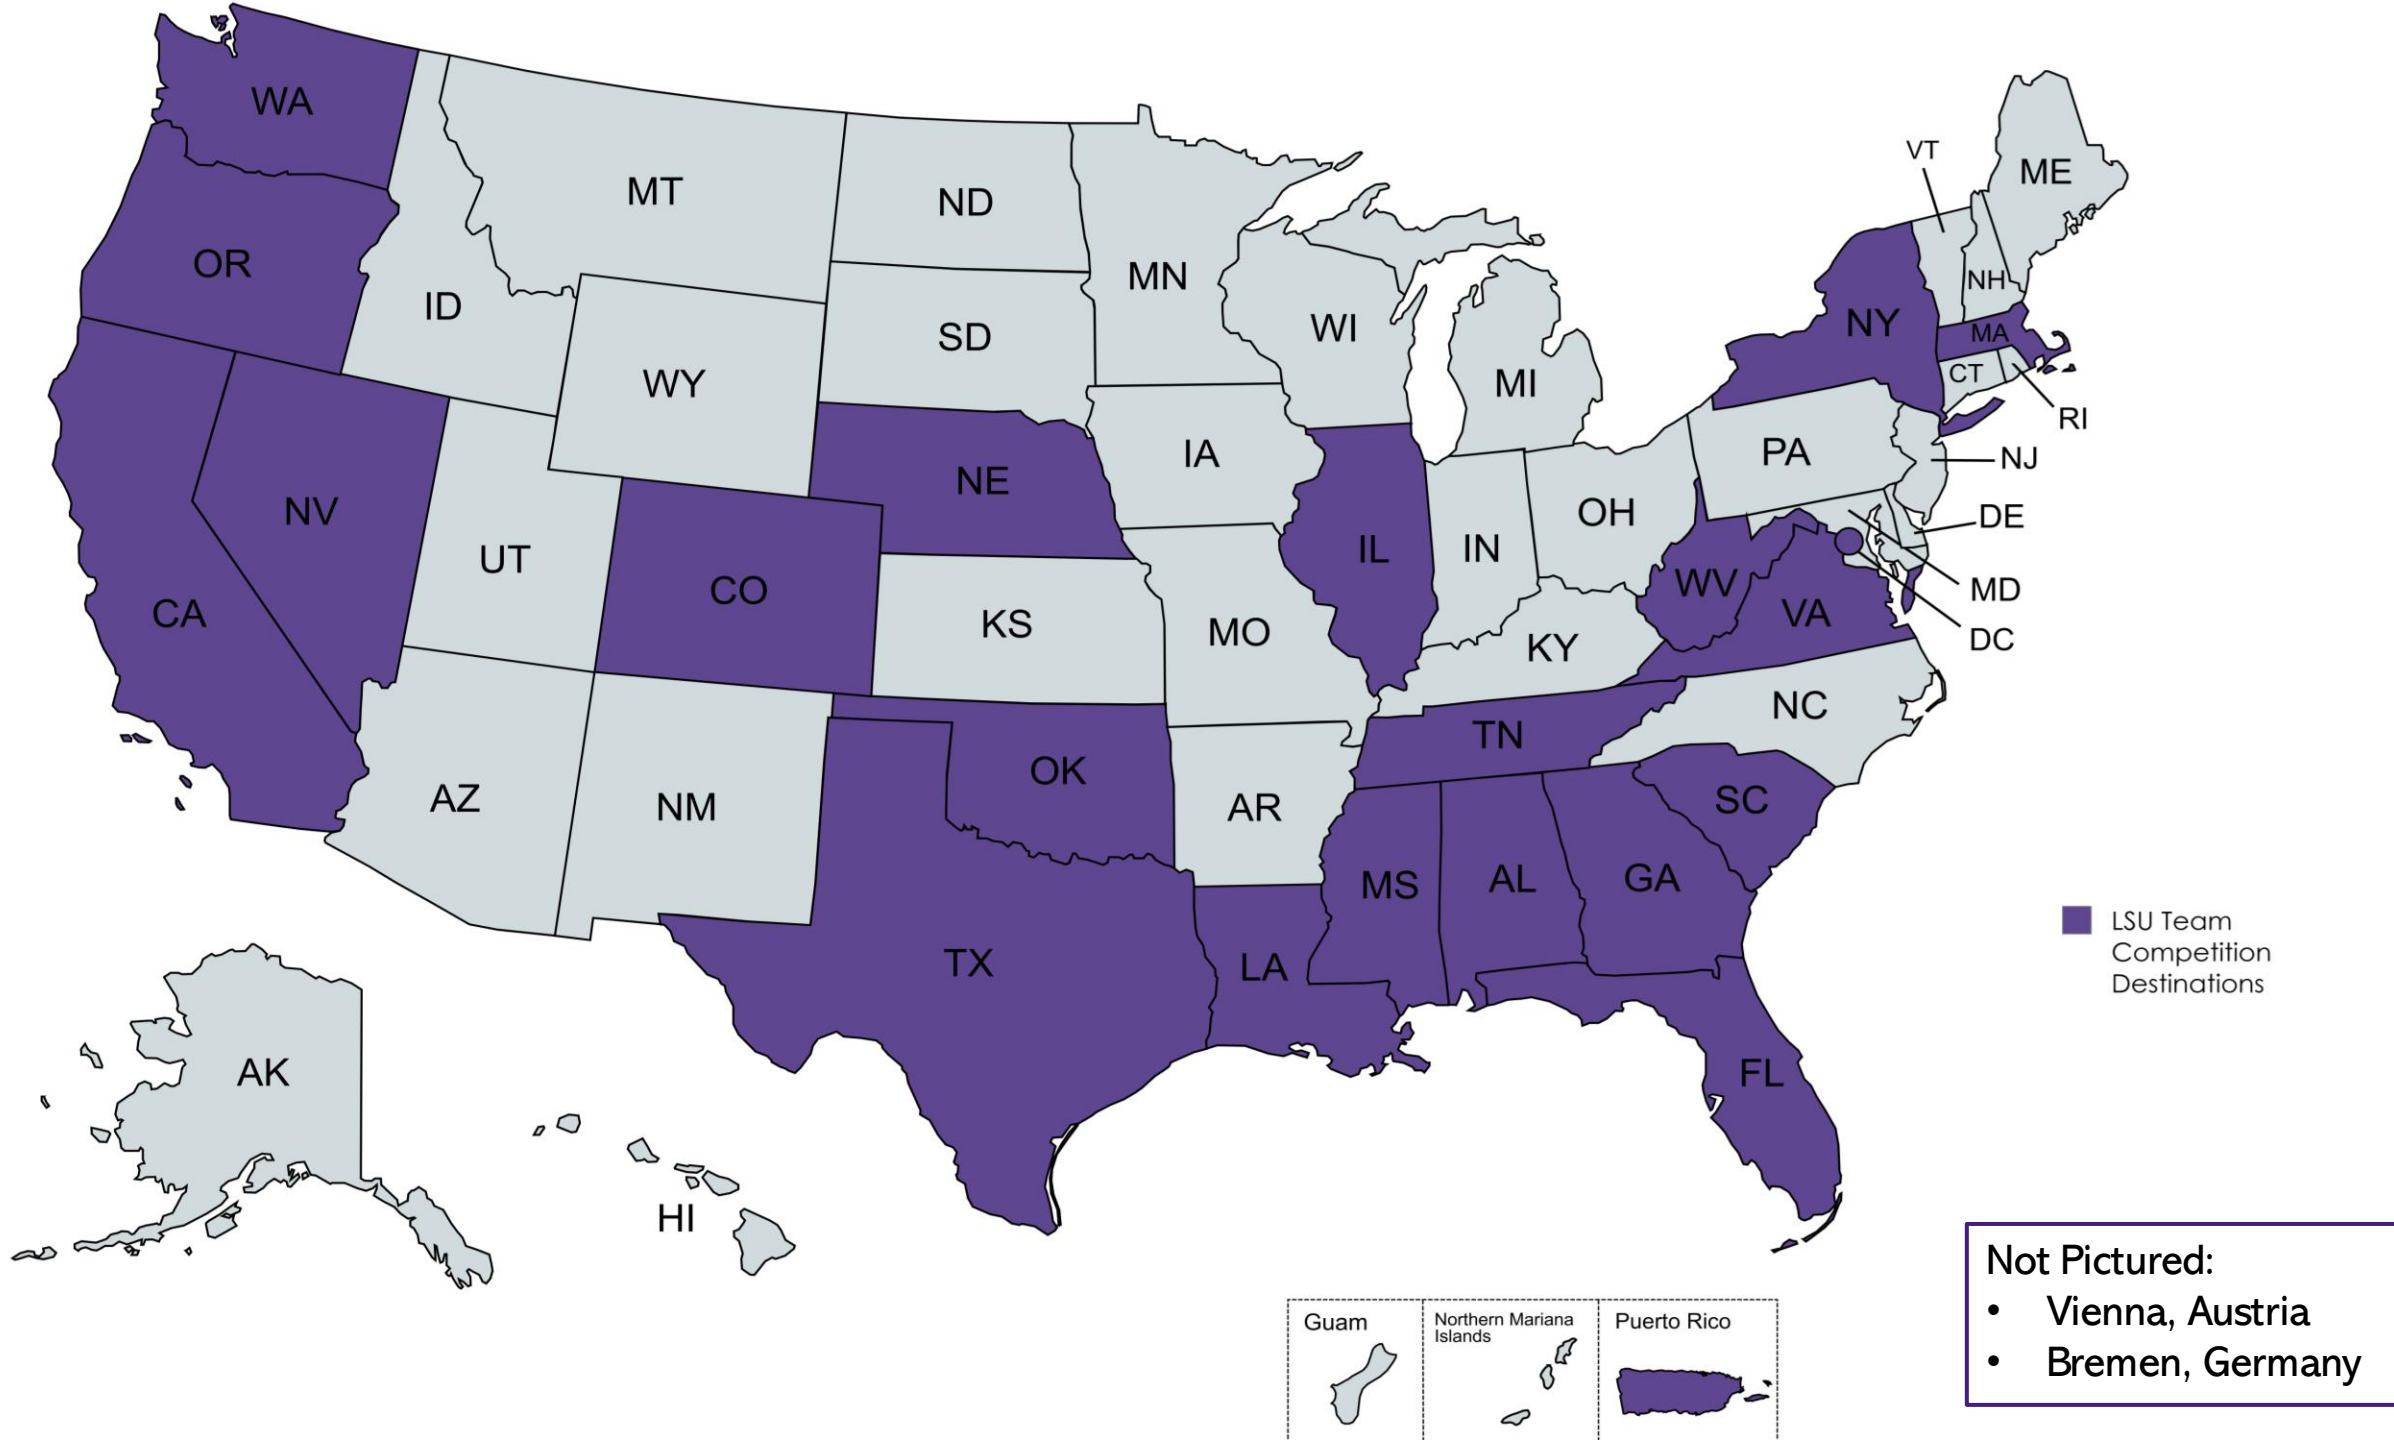 WA
MT
ND
MN
VT
ME
OR
ID
SD
WI
MI
NH
NY
MA
CT
RI
WY
NE
IA
PA
NJ
NV
UT
CO
IL
IN
OH
DE
CA
KS
MO
KY
WV
VA
MD
DC
AZ
NM
OK
AR
TN
NC
SC
TX
LA
MS
AL
GA
LSU Team
Competition
Destinations
AK
HI
FL
Not Pictured:
• Vienna, Austria
• Bremen, Germany
Guam
Northern Mariana
Islands
Puerto Rico